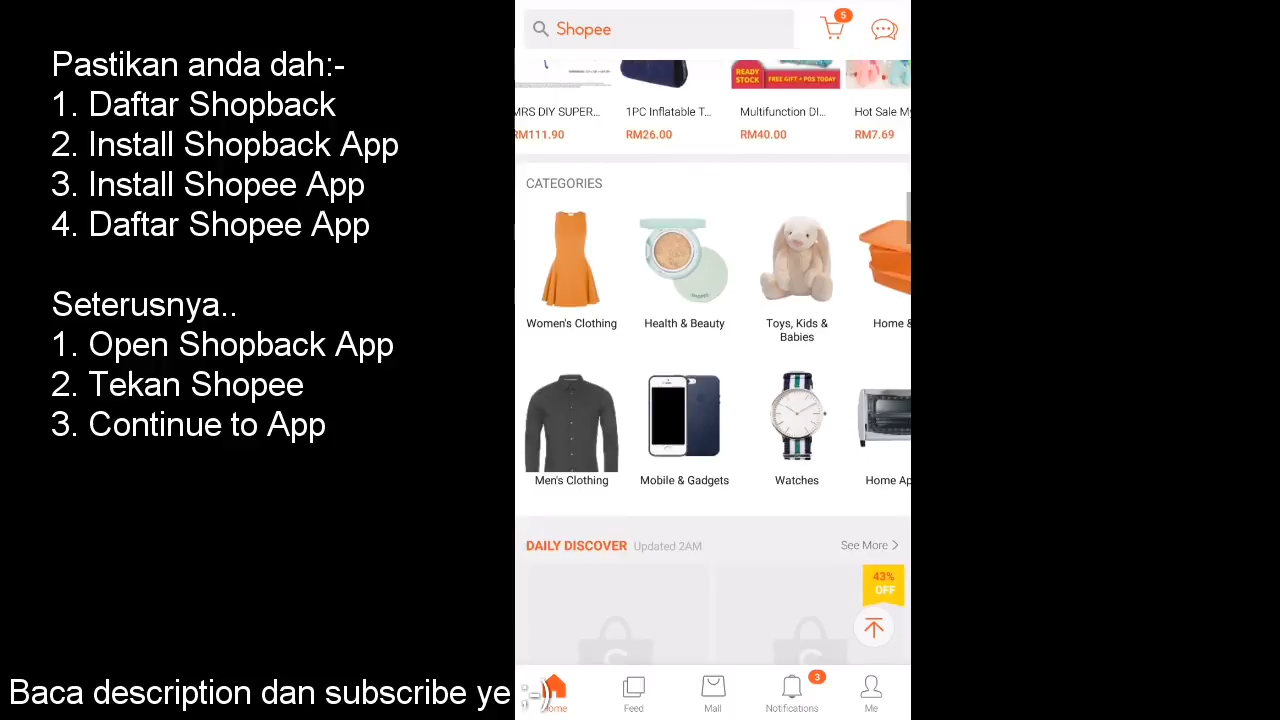 Pastikan anda dah:-
1. Daftar Shopback
2. Install Shopback App
3. Install Shopee App
4. Daftar Shopee App
Seterusnya..
1. Open Shopback App
2. Tekan Shopee
3. Continue to App
Baca description dan subscribe ye :-)
Shopee
5
READY STOCK
FREE GIFT + POS TODAY
MRS DIY SUPER... 1PC Inflatable T... Multifunction DI... Hot Sale My
RM111.90 RM26.00 RM40.00 RM7.69
CATEGORIES
Women's Clothing Health & Beauty Toys, Kids & Babies Home &
Men's Clothing Mobile & Gadgets Watches Home Ap
DAILY DISCOVER Updated 2AM See More
43%
OFF
3
Home Feed Mall Notifications Me